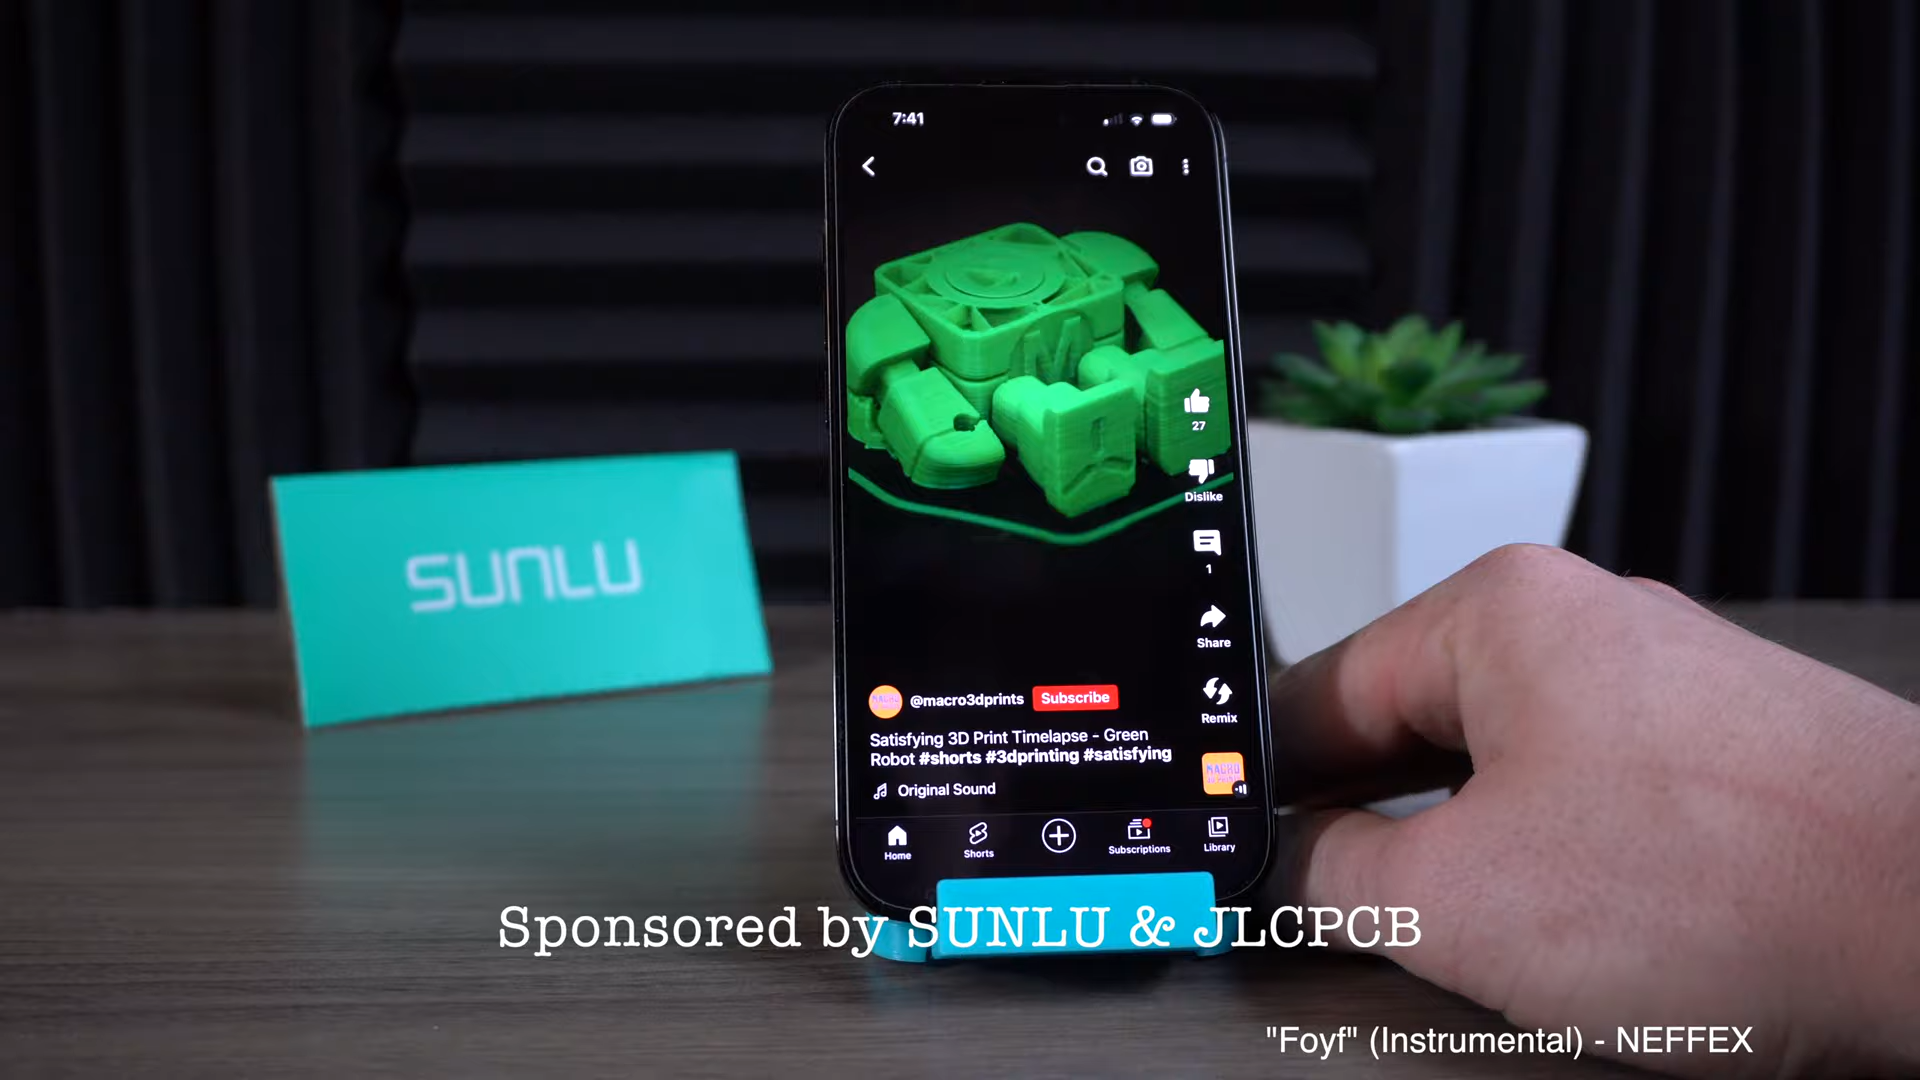 7:41
M
27
Dislike
1
Share
SUNLU
@macro3dprints
Subscribe
Remix
Satisfying 3D Print Timelapse - Green
Robot #shorts #3dprinting #satisfying
Original Sound
Home
Shorts
Subscriptions
Library
Sponsored by SUNLU & JLCPCB
"Foyf" (Instrumental) - NEFFEX